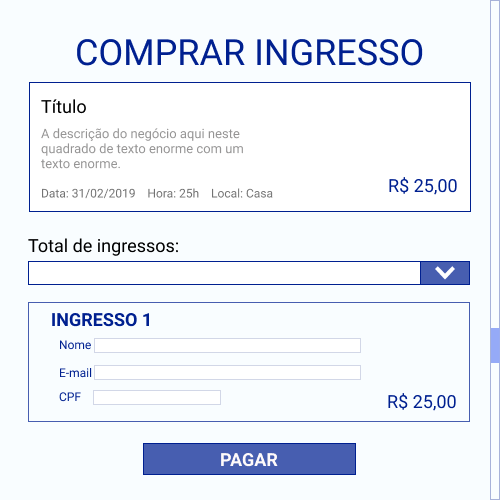 COMPRAR INGRESSO
Título
A descrição do negócio aqui neste
quadrado de texto enorme com um
texto enorme.
Data: 31/02/2019 Hora: 25h Local: Casa
R$ 25,00
Total de ingressos:
INGRESSO 1
Nome
E-mail
CPF
R$ 25,00
PAGAR